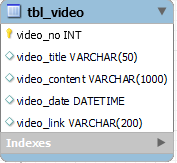 tbl_video
video_no INT
video_title VARCHAR(50)
video_content VARCHAR(1000)
video_date DATETIME
video_link VARCHAR(200)
Indexes